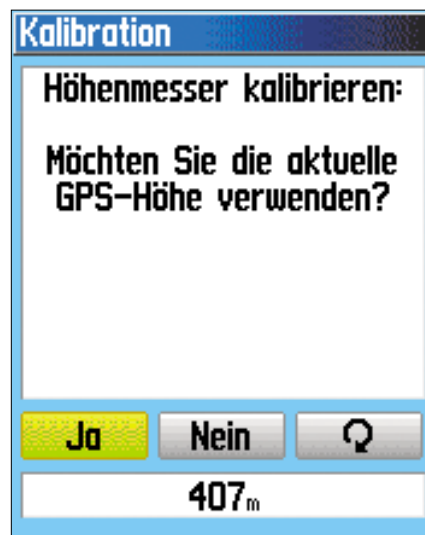 Kalibration
Höhenmesser kalibrieren:
Möchten Sie die aktuelle
GPS-Höhe verwenden?
Ja Nein
407m